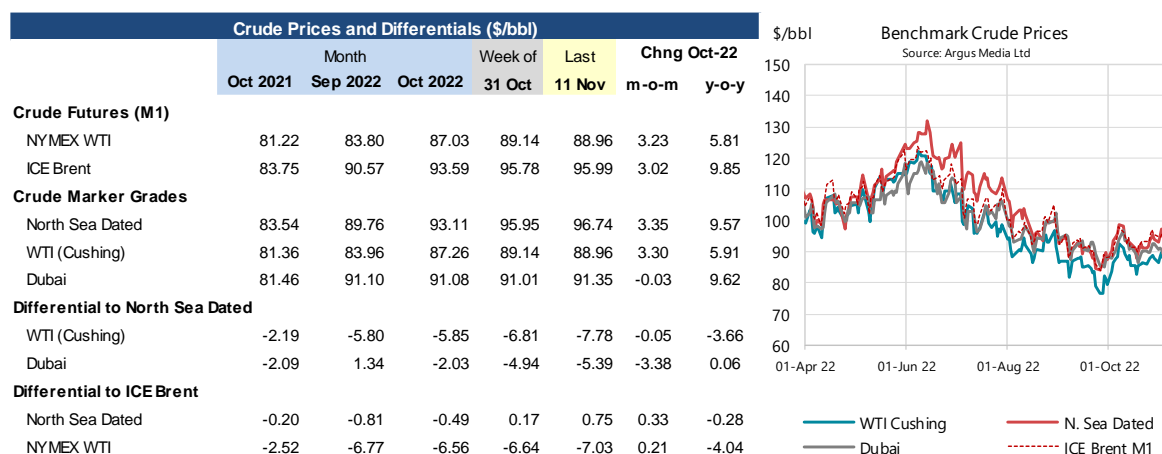 Crude Prices and Differentials ($/bbl)
Month Week of Last Chng Oct-22
Oct 2021 Sep 2022 Oct 2022 31 Oct 11 Nov m-o-m y-o-y
Crude Futures (M1)
NYMEX WTI 81.22 83.80 87.03 89.14 88.96 3.23 5.81
ICE Brent 83.75 90.57 93.59 95.78 95.99 3.02 9.85
Crude Marker Grades
North Sea Dated 83.54 89.76 93.11 95.95 96.74 3.35 9.57
WTI (Cushing) 81.36 83.96 87.26 89.14 88.96 3.30 5.91
Dubai 81.46 91.10 91.08 91.01 91.35 -0.03 9.62
Differential to North Sea Dated
WTI (Cushing) -2.19 -5.80 -5.85 -6.81 -7.78 -0.05 -3.66
Dubai -2.09 1.34 -2.03 -4.94 -5.39 -3.38 0.06
Differential to ICE Brent
North Sea Dated -0.20 -0.81 -0.49 0.17 0.75 0.33 -0.28
NYMEX WTI -2.52 -6.77 -6.56 -6.64 -7.03 0.21 -4.04
$/bbl Benchmark Crude Prices
Source: Argus Media Ltd
150
140
130
120
110
100
90
80
70
60
01-Apr 22 01-Jun 22 01-Aug 22 01-Oct 22
WTI Cushing N. Sea Dated
Dubai ICE Brent M1